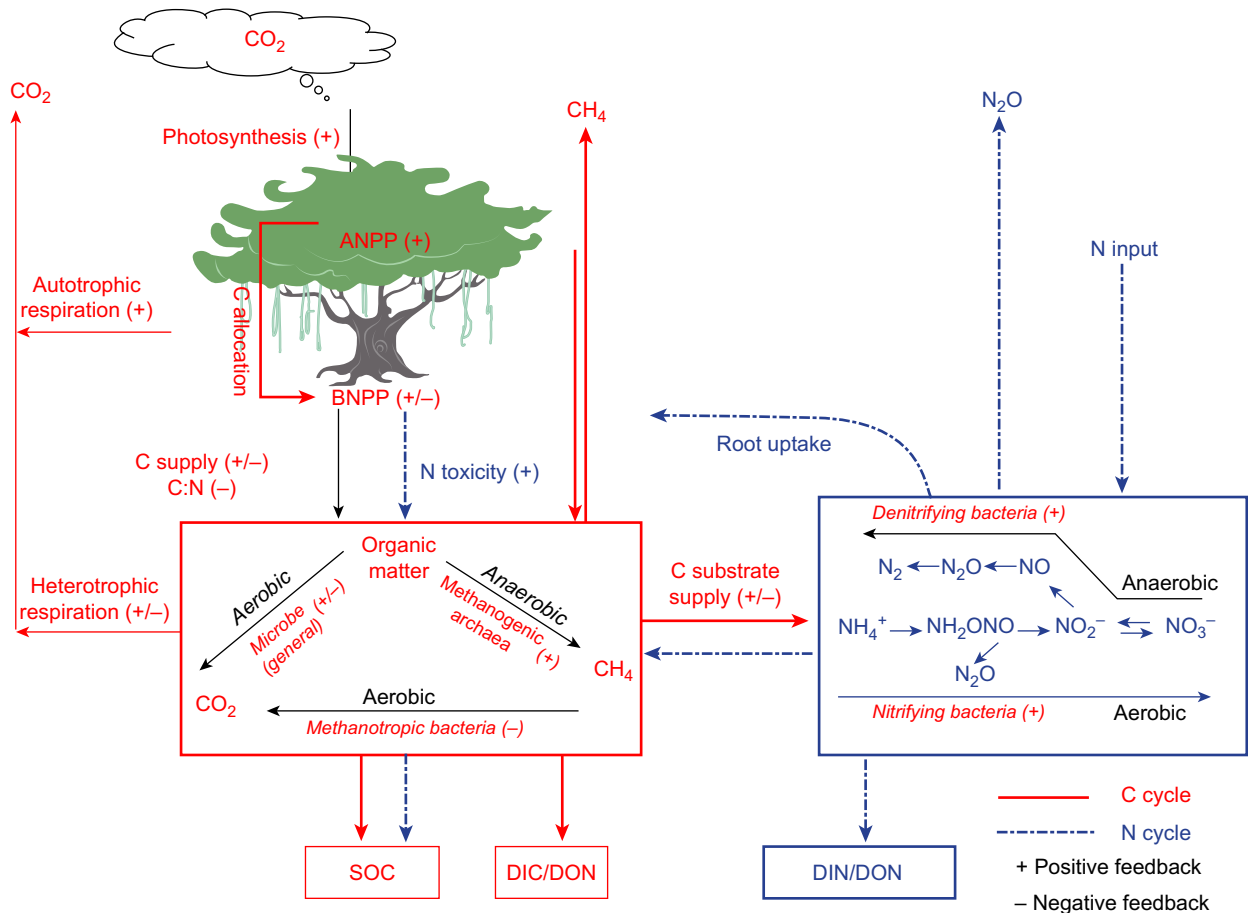 CO₂
CO₂
CH₄
N₂O
Photosynthesis (+)
ANPP (+)
N input
Autotrophic
respiration (+)
C allocation
BNPP (+/–)
Root uptake
C supply (+/–)
C:N (–)
N toxicity (+)
Organic
matter
Aerobic
Microbe (+/–)
(general)
Anaerobic
Methanogenic (+)
archaea
CO₂
CH₄
Aerobic
Methanotropic bacteria (–)
Heterotrophic
respiration (+/–)
C substrate
supply (+/–)
Denitrifying bacteria (+)
N₂ N₂O NO
Anaerobic
NH₄⁺ NH₂ONO NO₂⁻ NO₃⁻
N₂O
Nitrifying bacteria (+)
Aerobic
SOC
DIC/DON
DIN/DON
C cycle
N cycle
+ Positive feedback
– Negative feedback